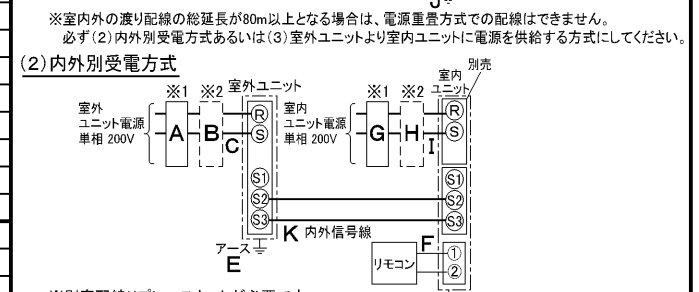 ※室内外の渡り配線の総延長が80m以上となる場合は、電源重畳方式での配線はできません。
必ず(2)内外別受電方式あるいは(3)室外ユニットより室内ユニットに電源を供給する方式にしてください。
(2)内外別受電方式
※1 ※2 室外ユニット
室外
ユニット電源
単相 200V
A B C
R
S
S1
S2
S3
アース
E
※1 ※2
室内
ユニット
別売
室内
ユニット電源
単相 200V
G H I
R
S
S1
S2
S3
K 内外信号線
F
リモコン
1
2